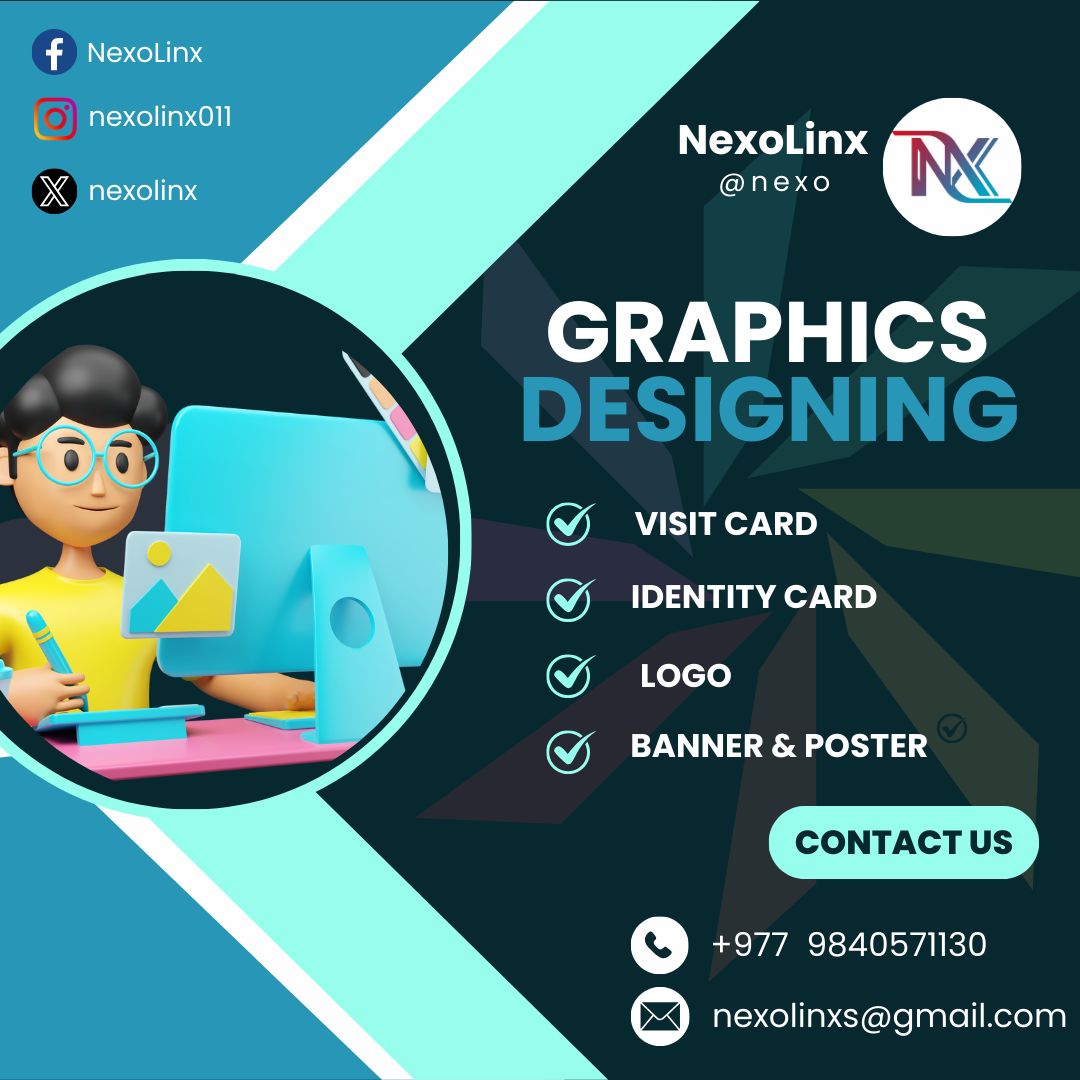 NexoLinx
nexolinx011
nexolinx
NexoLinx
@nexo
NX
GRAPHICS
DESIGNING
VISIT CARD
IDENTITY CARD
LOGO
BANNER & POSTER
CONTACT US
+977 9840571130
nexolinxs@gmail.com